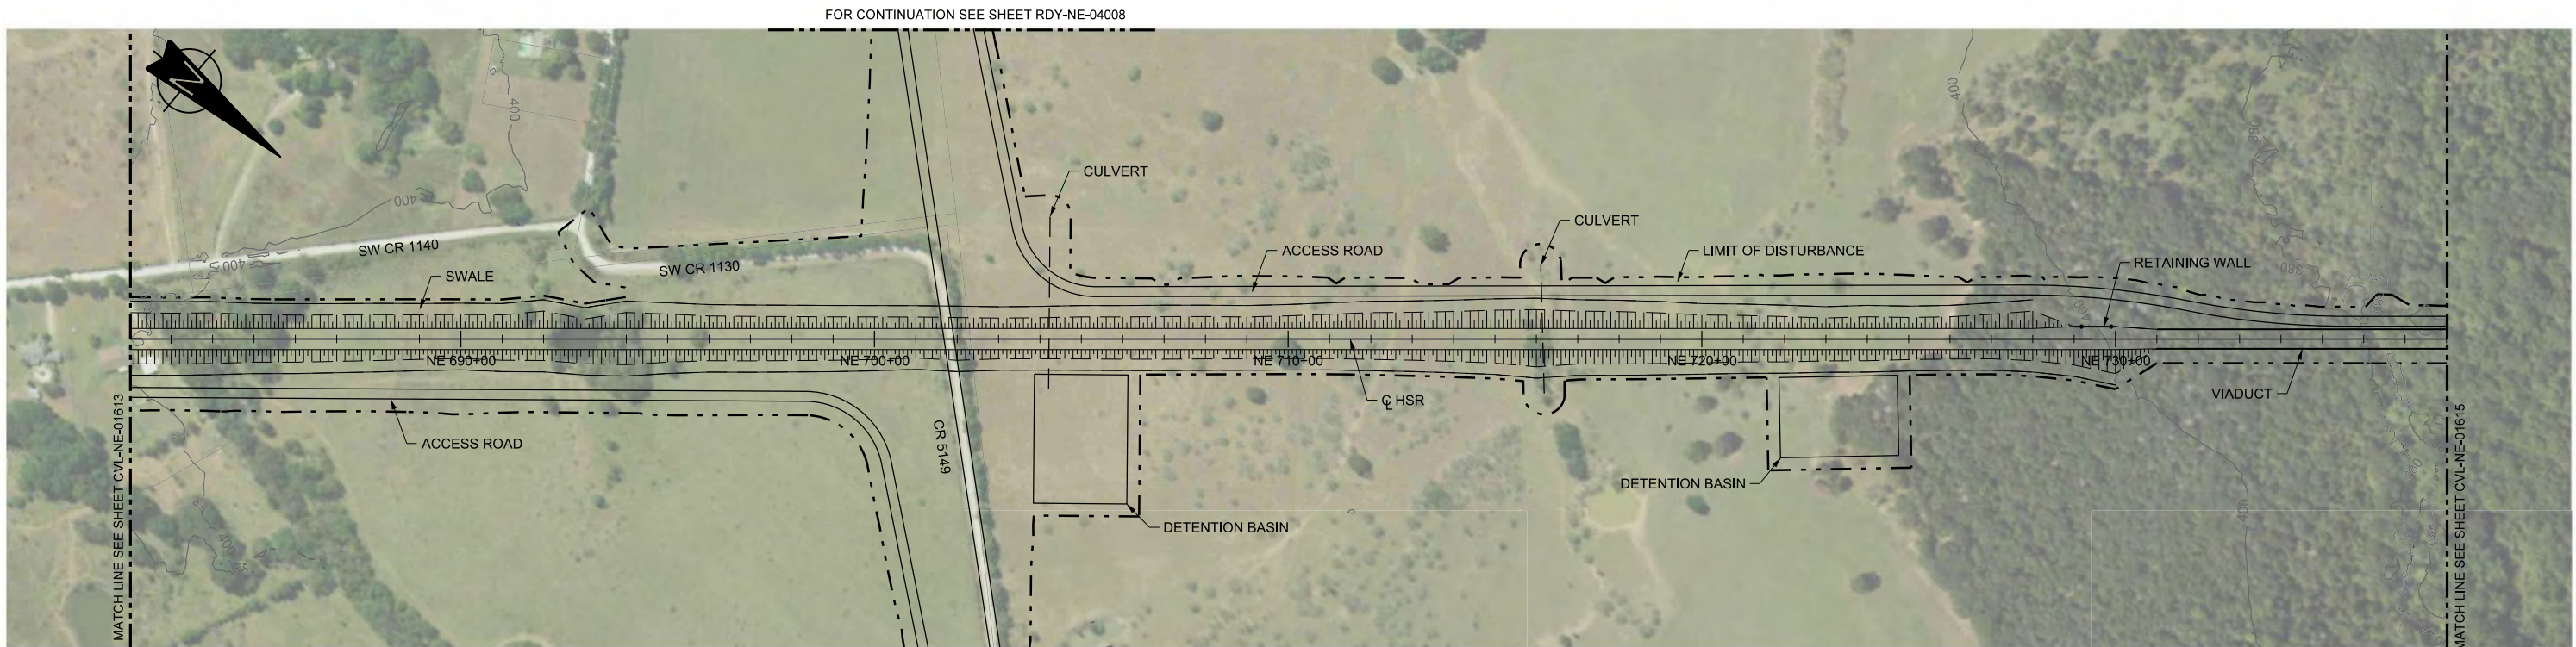 FOR CONTINUATION SEE SHEET RDY-NE-04008
N
400
380
CULVERT
400
CULVERT
SW CR 1140
SW CR 1130
ACCESS ROAD
LIMIT OF DISTURBANCE
RETAINING WALL
400
SWALE
380
400
NE 690+00
NE 700+00
NE 710+00
NE 720+00
NE 730+00
VIADUCT
℄ HSR
ACCESS ROAD
CR 5149
DETENTION BASIN
DETENTION BASIN
400
400
MATCH LINE SEE SHEET CVL-NE-01613
MATCH LINE SEE SHEET CVL-NE-01615